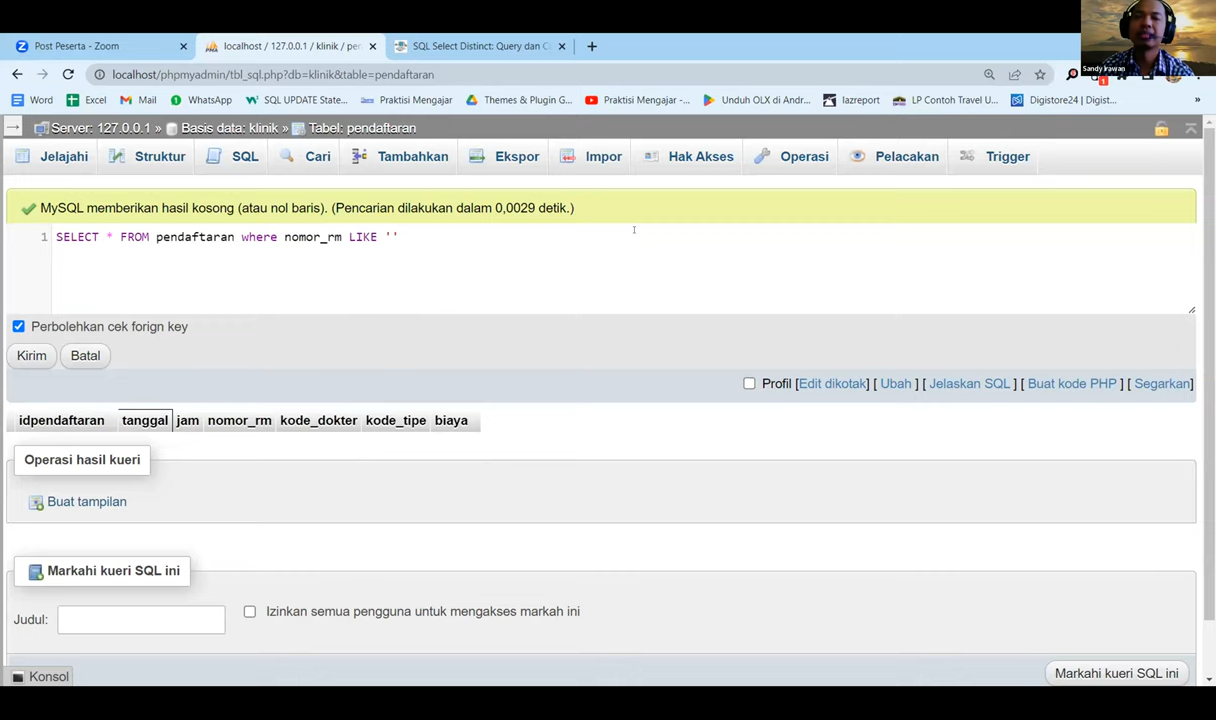 Post Peserta - Zoom
localhost / 127.0.0.1 / klinik / pen
SQL Select Distinct: Query dan C
localhost/phpmyadmin/tbl_sql.php?db=klinik&table=pendaftaran
Sandy Irawan
Word Excel Mail WhatsApp SQL UPDATE State... Praktisi Mengajar Themes & Plugin G... Praktisi Mengajar -... Unduh OLX di Andr... lazreport LP Contoh Travel U... Digistore24 | Digist... »
Server: 127.0.0.1 » Basis data: klinik » Tabel: pendaftaran
Jelajahi Struktur SQL Cari Tambahkan Ekspor Impor Hak Akses Operasi Pelacakan Trigger
MySQL memberikan hasil kosong (atau nol baris). (Pencarian dilakukan dalam 0,0029 detik.)
1 SELECT * FROM pendaftaran where nomor_rm LIKE ''
Perbolehkan cek forign key
Kirim Batal
Profil [Edit dikotak] [ Ubah ] [ Jelaskan SQL ] [ Buat kode PHP ] [ Segarkan]
idpendaftaran tanggal jam nomor_rm kode_dokter kode_tipe biaya
Operasi hasil kueri
Buat tampilan
Markahi kueri SQL ini
Judul: Izinkan semua pengguna untuk mengakses markah ini
Konsol
Markahi kueri SQL ini